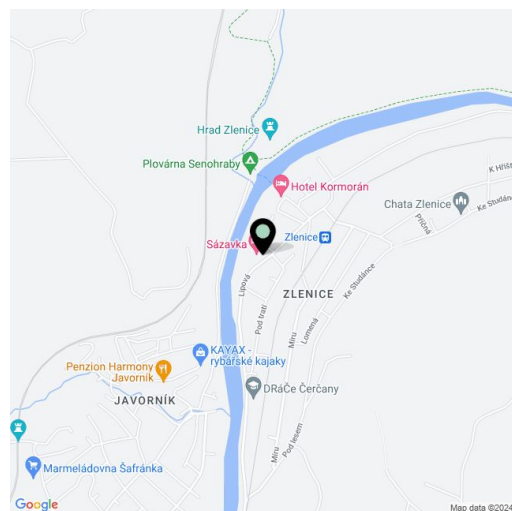 Hrad Zlenice
Plovárna Senohraby
K Hřišti
Hotel Kormorán
Chata Zlenice
Ke Studánce
Příčná
Zlenice
Sázavka
Ke Studánce
Lipová
ZLENICE
Pod tratí
Míru
Lomená
KAYAX -
rybářské kajaky
Penzion Harmony
Javorník
DRáČe Čerčany
JAVORNÍK
Míru
Pod lesem
Marmeládovna Šafránka
Google
Map data ©2024